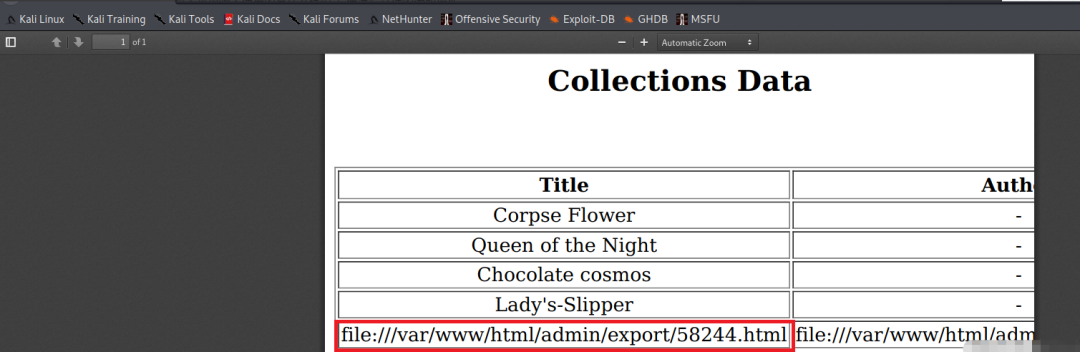 Kali Linux Kali Training Kali Tools Kali Docs Kali Forums NetHunter Offensive Security Exploit-DB GHDB MSFU
1 of 1 Automatic Zoom
Collections Data
Title Auth
Corpse Flower -
Queen of the Night -
Chocolate cosmos -
Lady's-Slipper -
file:///var/www/html/admin/export/58244.html file:///var/www/html/adm